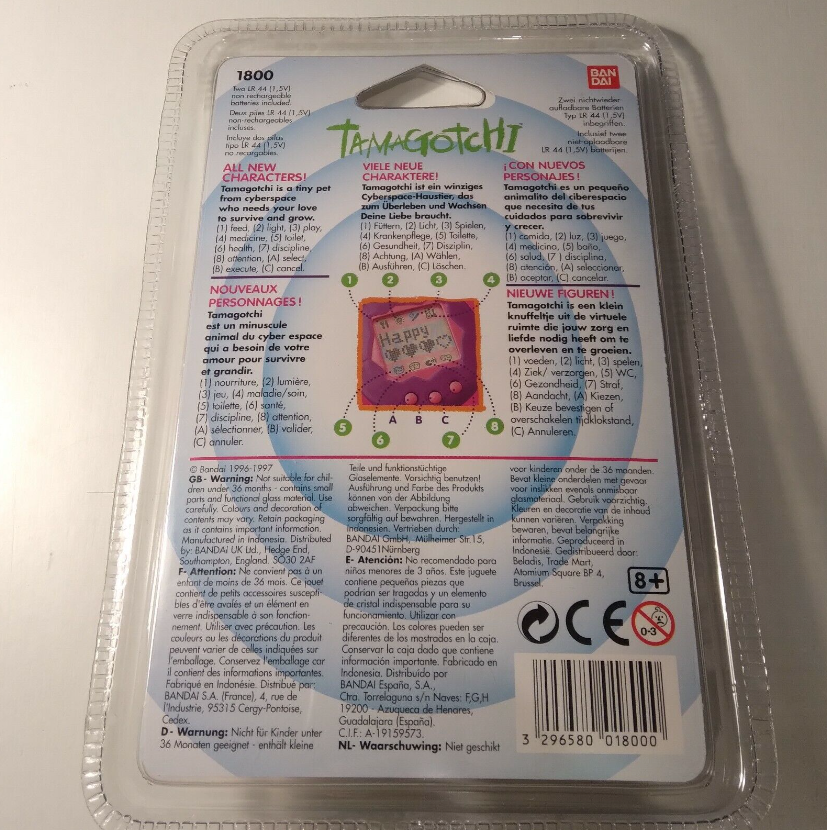 1800
Two LR 44 (1,5V)
non rechargeable
batteries included.
Deux piles LR 44 (1,5V)
non-rechargeables
incluses.
Incluye dos pilas
tipo LR 44 (1,5V)
no recargables.
BAN
DAI
Zwei nichtwieder-
aufladbare Batterien
Typ LR 44 (1,5V)
inbegriffen.
Inclusief twee
niet-oplaadbare
LR 44 (1,5V) batterijen.
TAMAGOTCHI
ALL NEW
CHARACTERS!
Tamagotchi is a tiny pet
from cyberspace
who needs your love
to survive and grow.
(1) feed, (2) light, (3) play,
(4) medicine, (5) toilet,
(6) health, (7) discipline,
(8) attention, (A) select,
(B) execute, (C) cancel.
VIELE NEUE
CHARAKTERE!
Tamagotchi ist ein winziges
Cyberspace-Haustier, das
zum Überleben und Wachsen
Deine Liebe braucht.
(1) Füttern, (2) Licht, (3) Spielen,
(4) Krankenpflege, (5) Toilette,
(6) Gesundheit, (7) Disziplin,
(8) Achtung, (A) Wählen,
(B) Ausführen, (C) Löschen.
¡CON NUEVOS
PERSONAJES!
Tamagotchi es un pequeño
animalito del ciberespacio
que necesita de tus
cuidados para sobrevivir
y crecer.
(1) comida, (2) luz, (3) juego,
(4) medicina, (5) baño,
(6) salud, (7) disciplina,
(8) atención, (A) seleccionar,
(B) aceptar, (C) cancelar.
NOUVEAUX
PERSONNAGES!
Tamagotchi
est un minuscule
animal du cyber espace
qui a besoin de votre
amour pour survivre
et grandir.
(1) nourriture, (2) lumière,
(3) jeu, (4) maladie/soin,
(5) toilette, (6) santé,
(7) discipline, (8) attention,
(A) sélectionner, (B) valider,
(C) annuler.
1 2 3 4
Happy
5 6 A B C 7 8
NIEUWE FIGUREN!
Tamagotchi is een klein
knuffeltje uit de virtuele
ruimte die jouw zorg en
liefde nodig heeft om te
overleven en te groeien.
(1) voeden, (2) licht, (3) spelen,
(4) Ziek/ verzorgen, (5) WC,
(6) Gezondheid, (7) Straf,
(8) Aandacht, (A) Kiezen,
(B) Keuze bevestigen of
overschakelen tijdklokstand,
(C) Annuleren.
© Bandai 1996-1997
GB- Warning: Not suitable for chil-
dren under 36 months - contains small
parts and functional glass material. Use
carefully. Colours and decoration of
contents may vary. Retain packaging
as it contains important information.
Manufactured in Indonesia. Distributed
by: BANDAI UK Ltd., Hedge End,
Southampton, England. SO30 2AF
F- Attention: Ne convient pas à un
enfant de moins de 36 mois. Ce jouet
contient de petits accessoires suscepti-
bles d'être avalés et un élément en
verre indispensable à son fonction-
nement. Utiliser avec précaution. Les
couleurs ou les décorations du produit
peuvent varier de celles indiquées sur
l'emballage. Conservez l'emballage car
il contient des informations importantes.
Fabriqué en Indonésie. Distribué par:
BANDAI S.A. (France), 4, rue de
l'Industrie, 95315 Cergy-Pontoise,
Cedex.
D- Warnung: Nicht für Kinder unter
36 Monaten geeignet - enthält kleine
Teile und funktionstüchtige
Glaselemente. Vorsichtig benutzen!
Ausführung und Farbe des Produkts
können von der Abbildung
abweichen. Verpackung bitte
sorgfältig auf bewahren. Hergestellt in
Indonesien. Vertrieben durch:
BANDAI GmbH, Mülheimer Str.15,
D-90451Nürnberg
E- Atención: No recomendado para
niños menores de 3 años. Este juguete
contiene pequeñas piezas que
podrían ser tragadas y un elemento
de cristal indispensable para su
funcionamiento. Utilizar con
precaución. Los colores pueden ser
diferentes de los mostrados en la caja.
Conservar la caja dado que contiene
información importante. Fabricado en
Indonesia. Distribuido por
BANDAI España, S.A.,
Ctra. Torrelaguna s/n Naves: F,G,H
19200 - Azuqueca de Henares,
Guadalajara (España).
C.I.F.: A-19159573.
NL- Waarschuwing: Niet geschikt
voor kinderen onder de 36 maanden.
Bevat kleine onderdelen met gevaar
voor inslikken evenals onmisbaar
glasmateriaal. Gebruik voorzichtig.
Kleuren en decoratie van de inhoud
kunnen variëren. Verpakking
bewaren, bevat belangrijke
informatie. Geproduceerd in
Indonesië. Gedistribueerd door:
Beladis, Trade Mart,
Atomium Square BP 4,
Brussel.
8+
CE
0-3
3 296580 018000